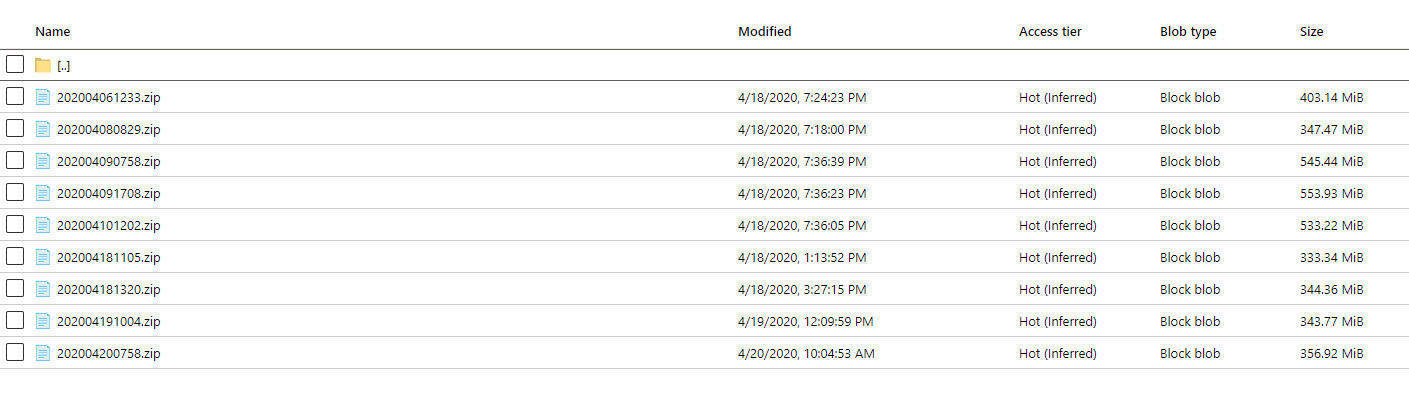 Name Modified Access tier Blob type Size
[..]
202004061233.zip 4/18/2020, 7:24:23 PM Hot (Inferred) Block blob 403.14 MiB
202004080829.zip 4/18/2020, 7:18:00 PM Hot (Inferred) Block blob 347.47 MiB
202004090758.zip 4/18/2020, 7:36:39 PM Hot (Inferred) Block blob 545.44 MiB
202004091708.zip 4/18/2020, 7:36:23 PM Hot (Inferred) Block blob 553.93 MiB
202004101202.zip 4/18/2020, 7:36:05 PM Hot (Inferred) Block blob 533.22 MiB
202004181105.zip 4/18/2020, 1:13:52 PM Hot (Inferred) Block blob 333.34 MiB
202004181320.zip 4/18/2020, 3:27:15 PM Hot (Inferred) Block blob 344.36 MiB
202004191004.zip 4/19/2020, 12:09:59 PM Hot (Inferred) Block blob 343.77 MiB
202004200758.zip 4/20/2020, 10:04:53 AM Hot (Inferred) Block blob 356.92 MiB